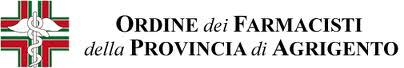 ORDINE dei FARMACISTI
della PROVINCIA di AGRIGENTO